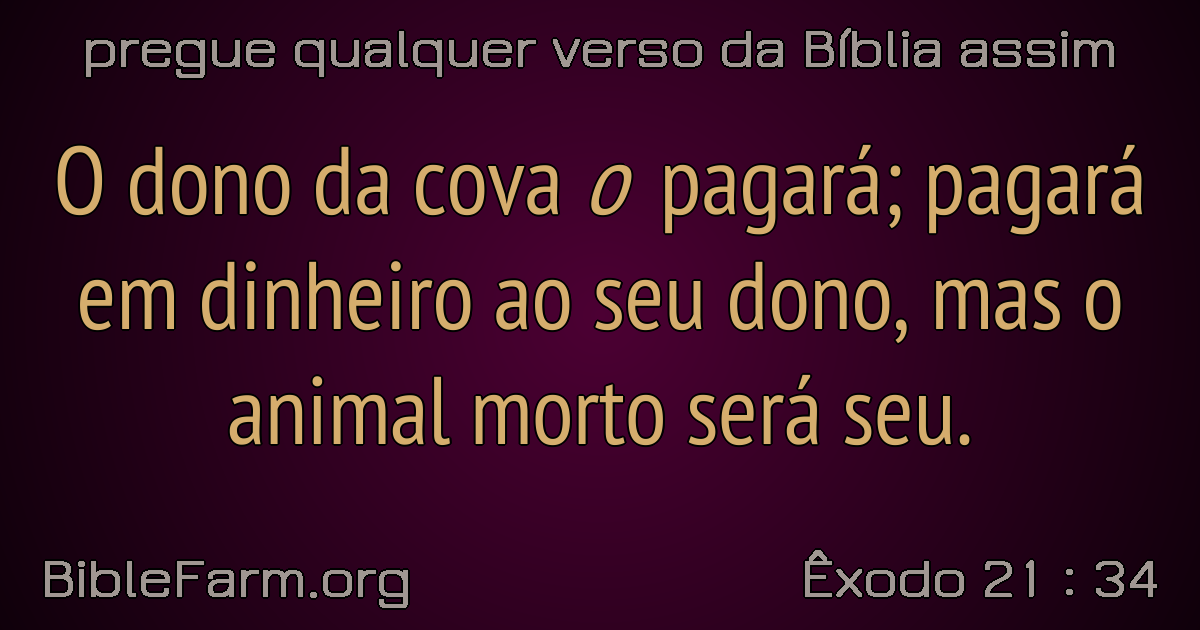 pregue qualquer verso da Bíblia assim
O dono da cova o pagará; pagará
em dinheiro ao seu dono, mas o
animal morto será seu.
BibleFarm.org
Êxodo 21 : 34